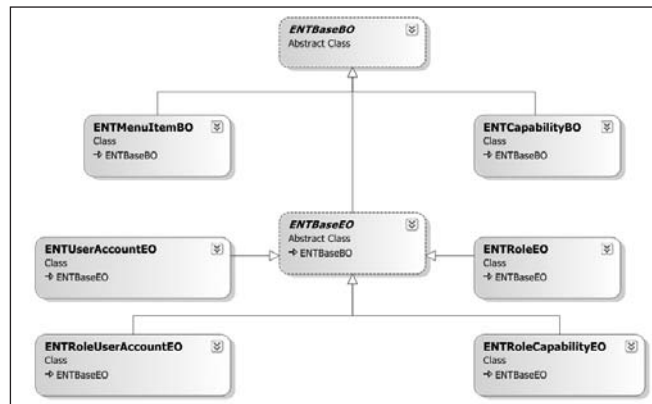 ENTBaseBO
Abstract Class
ENTMenuItemBO
Class
ENTBaseBO
ENTCapabilityBO
Class
ENTBaseBO
ENTBaseEO
Abstract Class
ENTBaseBO
ENTUserAccountEO
Class
ENTBaseEO
ENTRoleEO
Class
ENTBaseEO
ENTRoleUserAccountEO
Class
ENTBaseEO
ENTRoleCapabilityEO
Class
ENTBaseEO